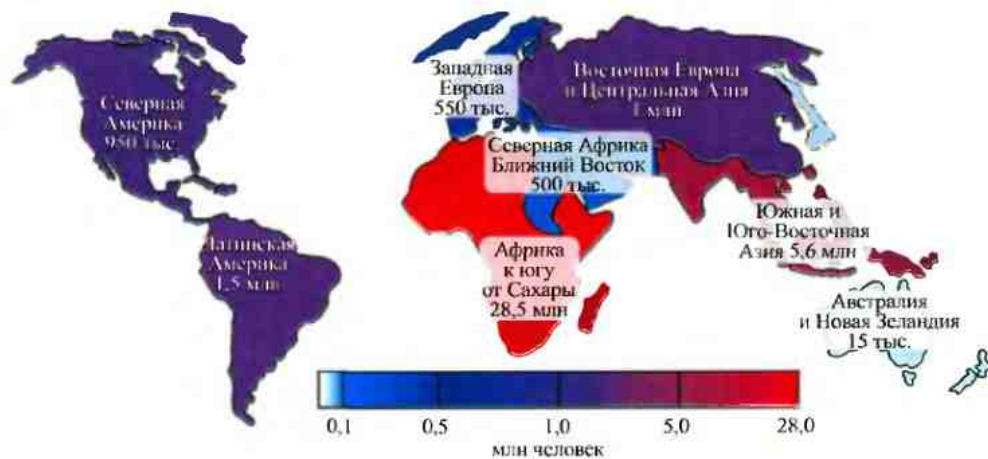 Северная
Америка
950 тыс.
Латинская
Америка
1,5 млн
Западная
Европа
550 тыс.
Восточная Европа
и Центральная Азия
1 млн
Северная Африка
Ближний Восток
500 тыс.
Африка
к югу
от Сахары
28,5 млн
Южная и
Юго-Восточная
Азия 5,6 млн
Австралия
и Новая Зеландия
15 тыс.
0,1 0,5 1,0 5,0 28,0
млн человек